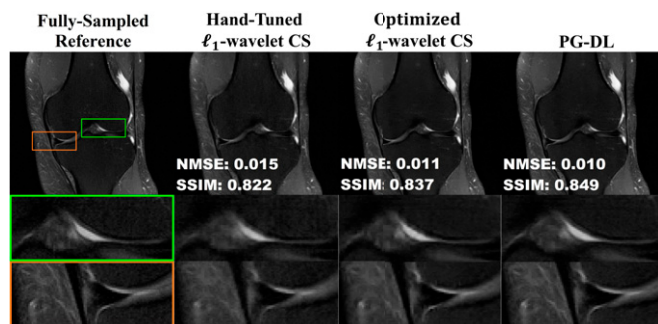 Fully-Sampled
Reference
Hand-Tuned
ℓ₁-wavelet CS
Optimized
ℓ₁-wavelet CS
PG-DL
NMSE: 0.015
SSIM: 0.822
NMSE: 0.011
SSIM: 0.837
NMSE: 0.010
SSIM: 0.849